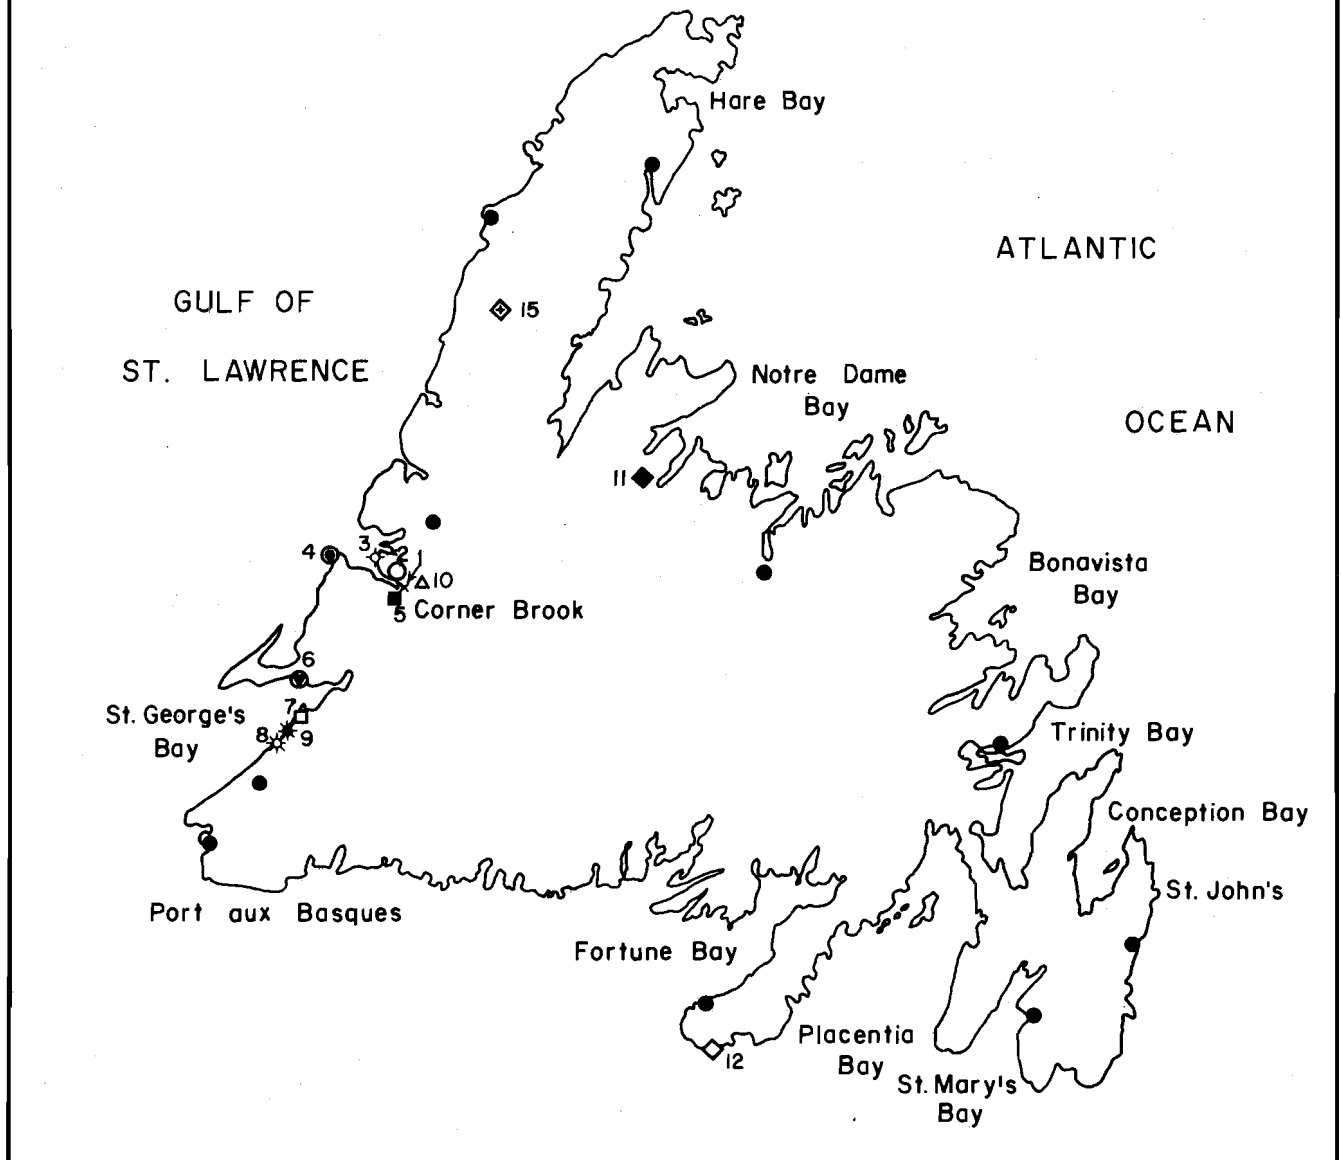 Hare Bay
ATLANTIC
GULF OF
15
ST. LAWRENCE
Notre Dame
Bay
OCEAN
11
3
4
2
1
10
Bonavista
Bay
5
Corner Brook
6
7
St. George's
Bay
8
9
Trinity Bay
Conception Bay
St. John's
Port aux Basques
Fortune Bay
Placentia
Bay
12
St. Mary's
Bay